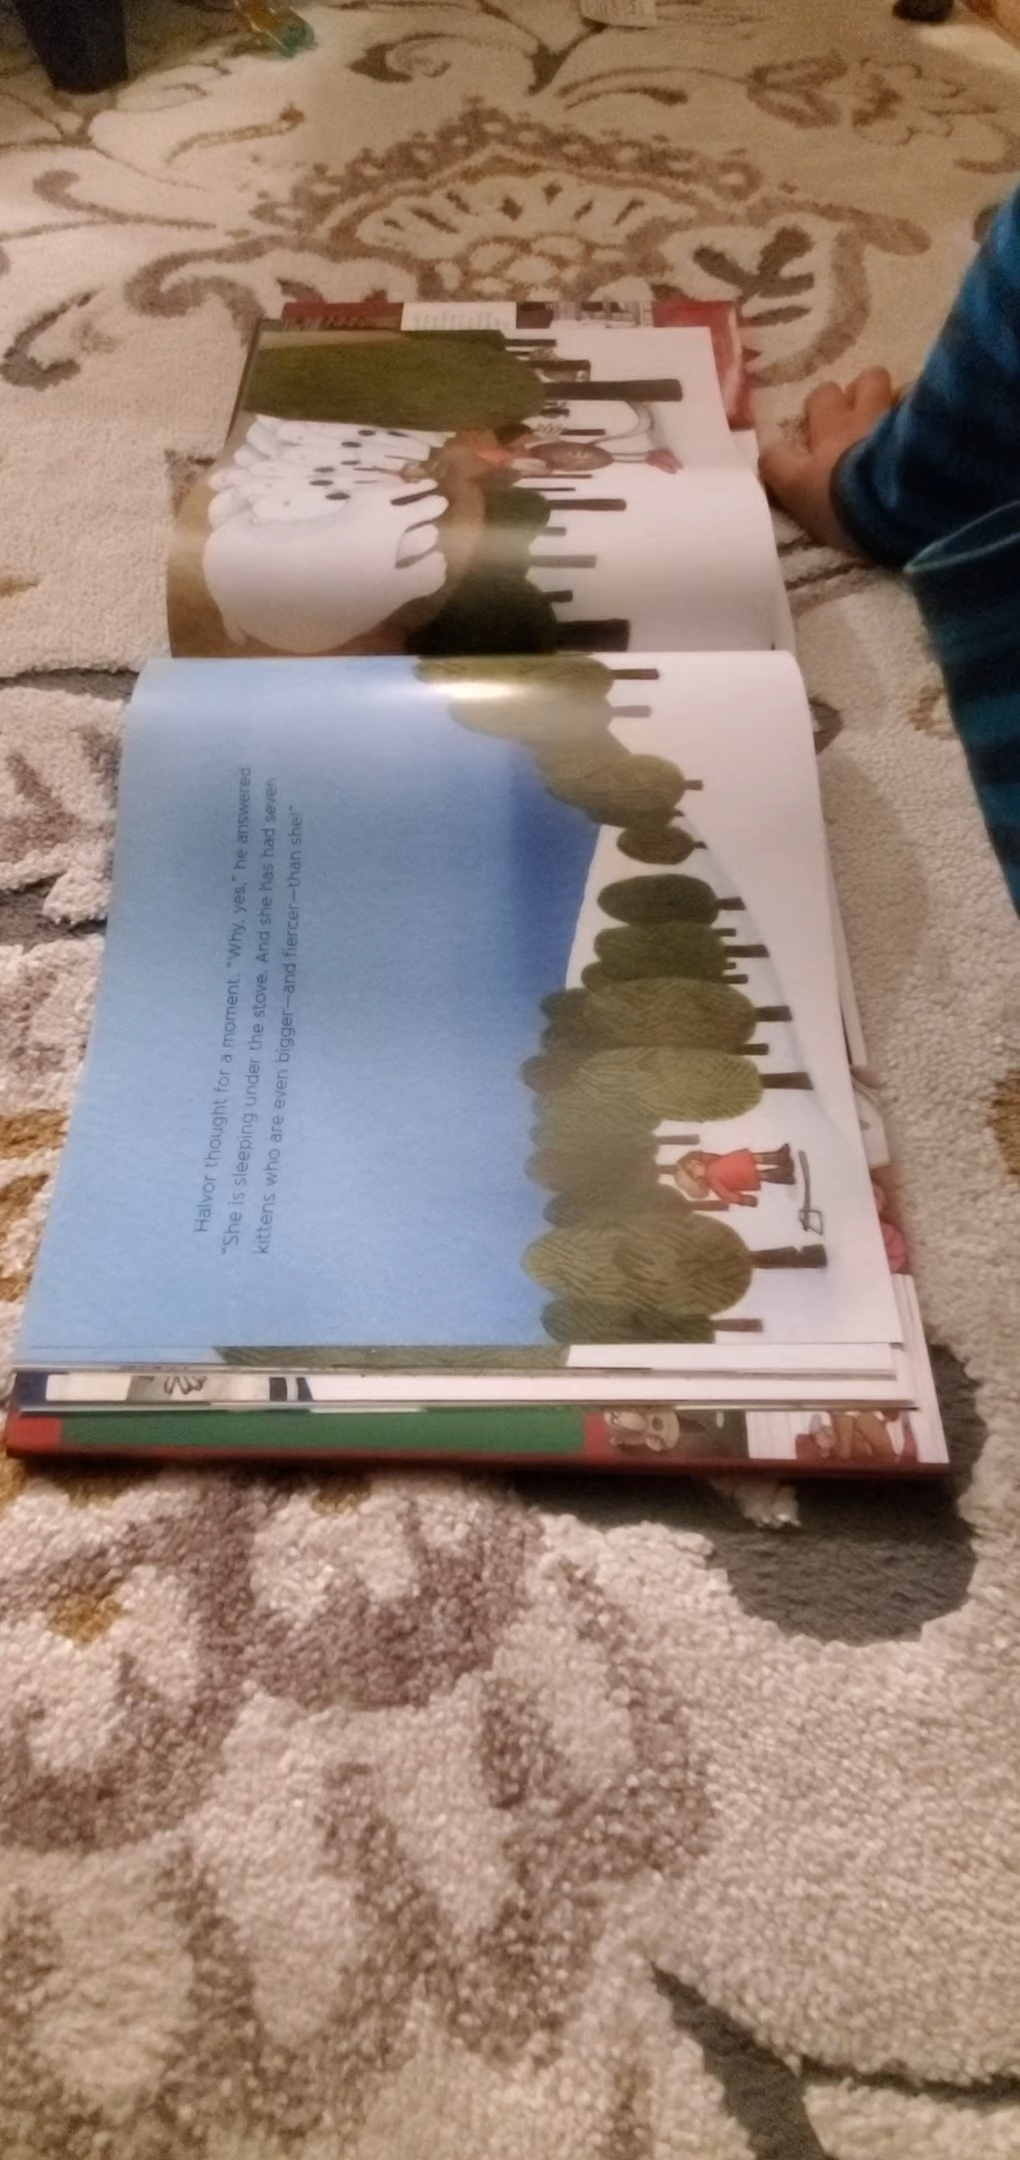 Halvor thought for a moment. "Why, yes," he answered.
"She is sleeping under the stove. And she has had seven
kittens who are even bigger—and fiercer—than she!"